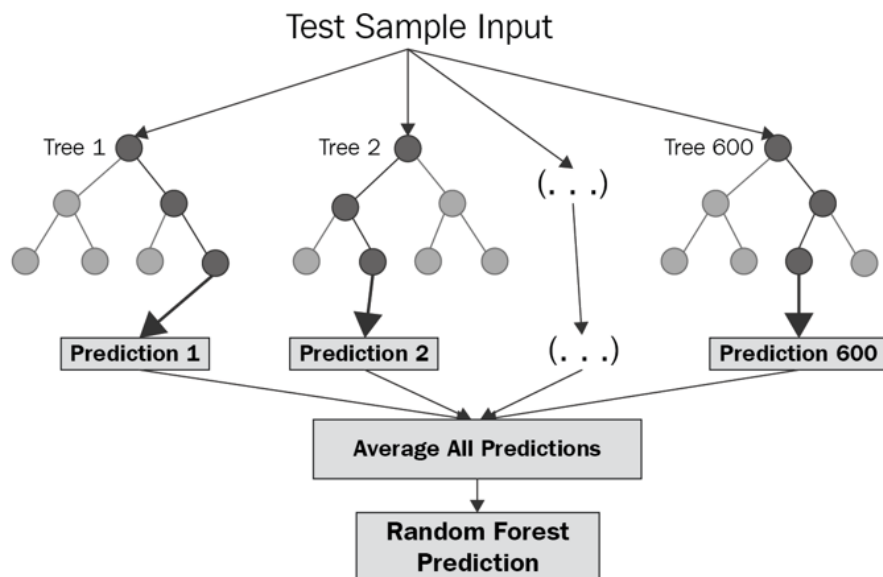 Test Sample Input
Tree 1
Tree 2
(. . .)
Tree 600
Prediction 1
Prediction 2
(. . .)
Prediction 600
Average All Predictions
Random Forest
Prediction